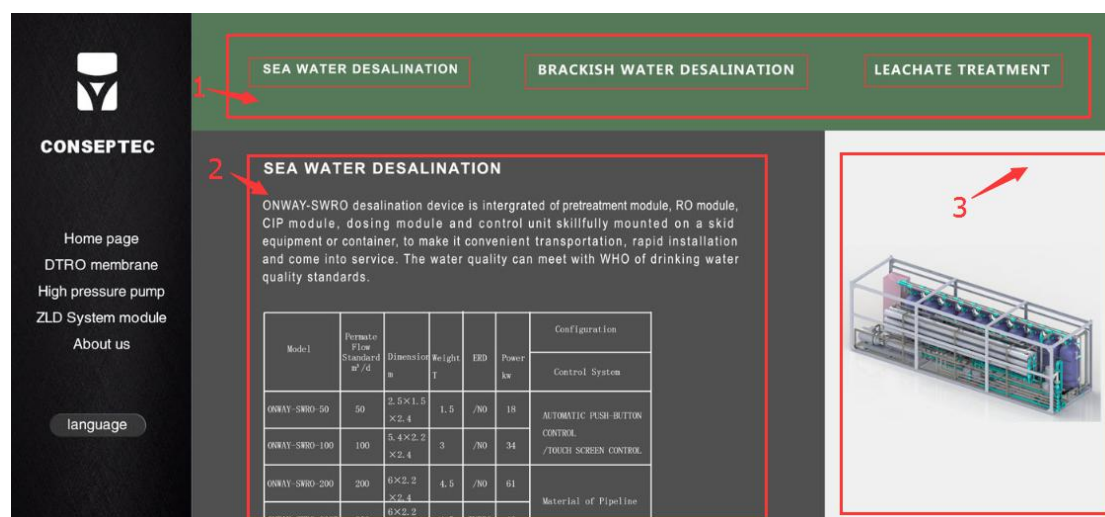 CONSEPTEC
Home page
DTRO membrane
High pressure pump
ZLD System module
About us
language
1
SEA WATER DESALINATION
BRACKISH WATER DESALINATION
LEACHATE TREATMENT
2
SEA WATER DESALINATION
ONWAY-SWRO desalination device is intergrated of pretreatment module, RO module,
CIP module, dosing module and control unit skillfully mounted on a skid
equipment or container, to make it convenient transportation, rapid installation
and come into service. The water quality can meet with WHO of drinking water
quality standards.
Model
Permate
Flow
Standard
m³/d
Dimension
m
Weight
T
ERD
Power
kw
Configuration
Control System
ONWAY-SWRO-50 50 2.5×1.5
×2.4 1.5 /NO 18
AUTOMATIC PUSH-BUTTON
CONTROL
/TOUCH SCREEN CONTROL
ONWAY-SWRO-100 100 5.4×2.2
×2.4 3 /NO 34
ONWAY-SWRO-200 200 6×2.2
×2.4 4.5 /NO 61
Material of Pipeline
6×2.2
3